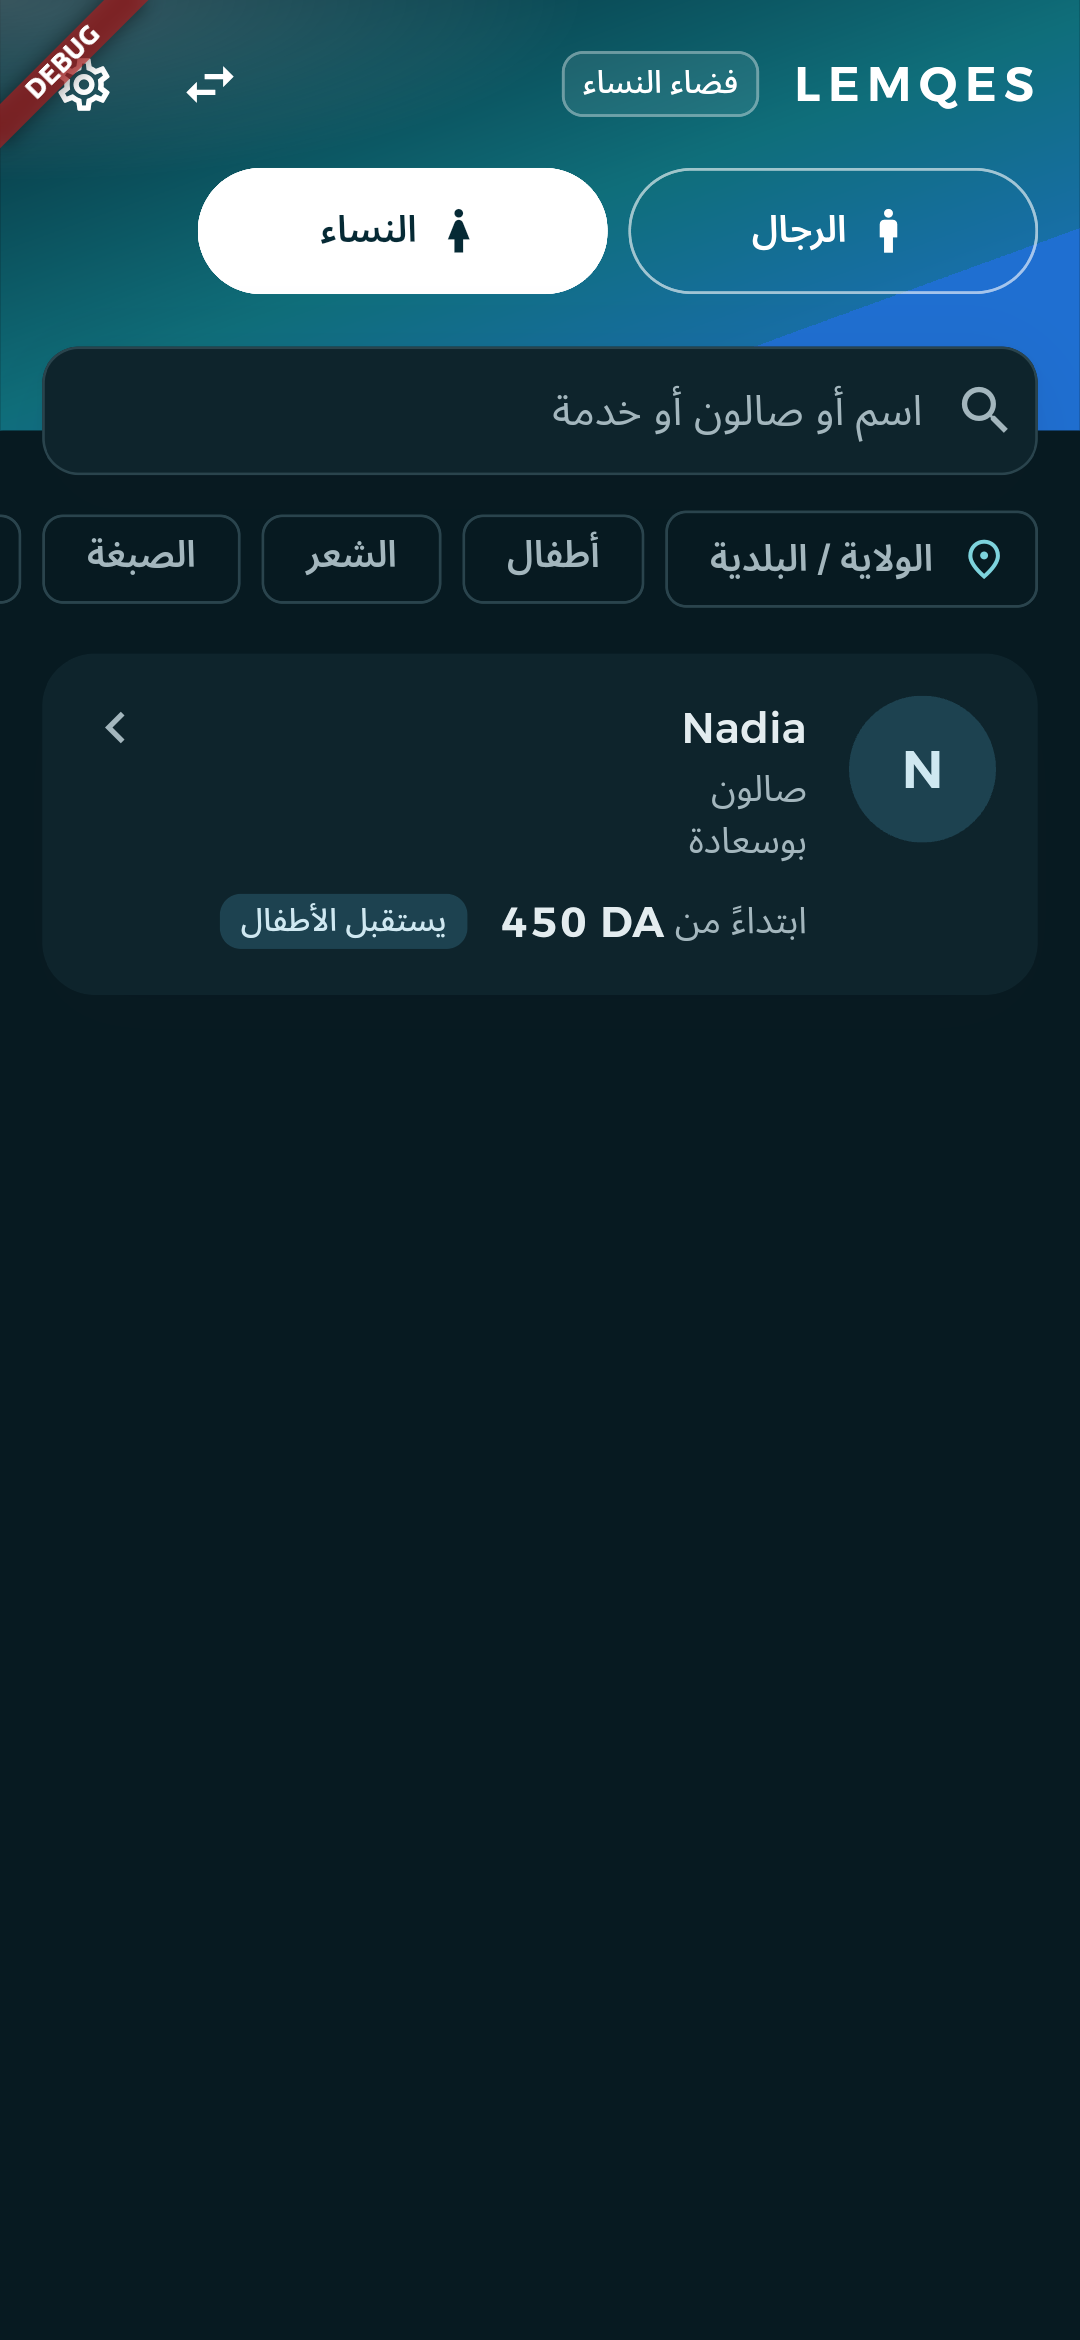 DEBUG
LEMQES
فضاء النساء
الرجال
النساء
اسم أو صالون أو خدمة
الولاية / البلدية
أطفال
الشعر
الصبغة
N
Nadia
صالون
بوسعادة
ابتداءً من 450 DA
يستقبل الأطفال